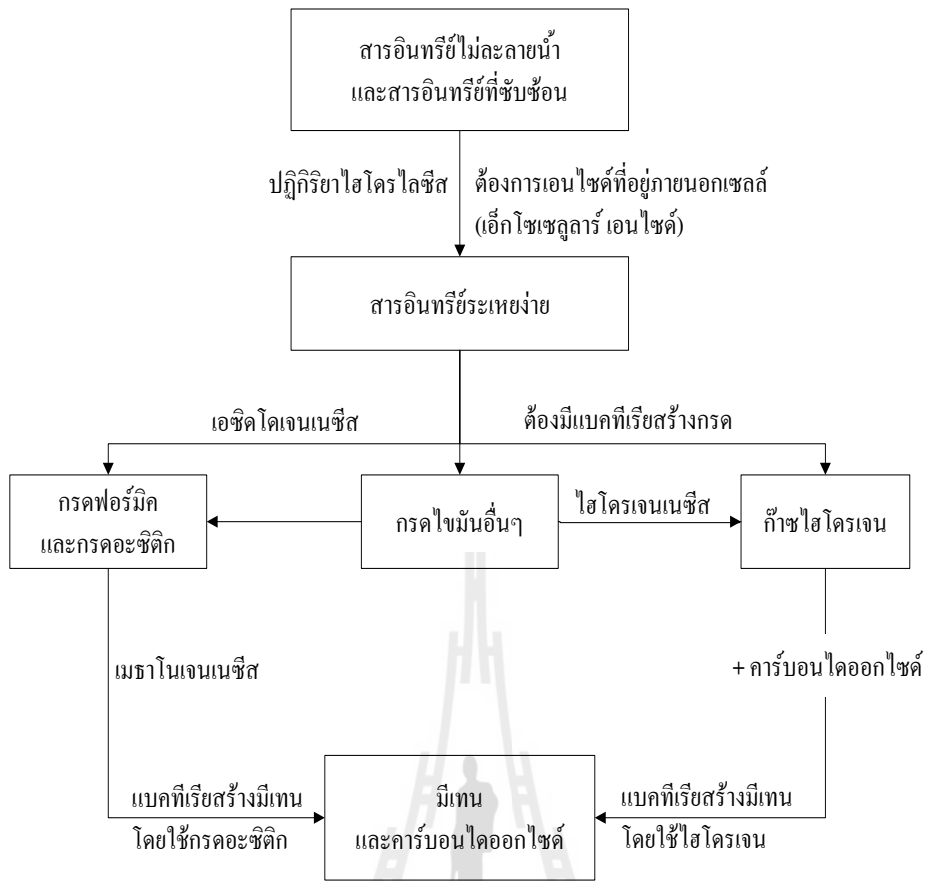 สารอินทรีย์ไม่ละลายน้ำ
และสารอินทรีย์ที่ซับซ้อน
ปฏิกิริยาไฮโดรไลซีส
ต้องการเอนไซด์ที่อยู่ภายนอกเซลล์
(เอ็กโซเซลูลาร์ เอนไซด์)
สารอินทรีย์ระเหยง่าย
เอซิดโดเจนเนซีส
ต้องมีแบคทีเรียสร้างกรด
กรดฟอร์มิค
และกรดอะซิติก
กรดไขมันอื่นๆ
ไฮโดรเจนเนซีส
ก๊าซไฮโดรเจน
เมธาโนเจนเนซีส
+ คาร์บอนไดออกไซด์
แบคทีเรียสร้างมีเทน
โดยใช้กรดอะซิติก
มีเทน
และคาร์บอนไดออกไซด์
แบคทีเรียสร้างมีเทน
โดยใช้ไฮโดรเจน